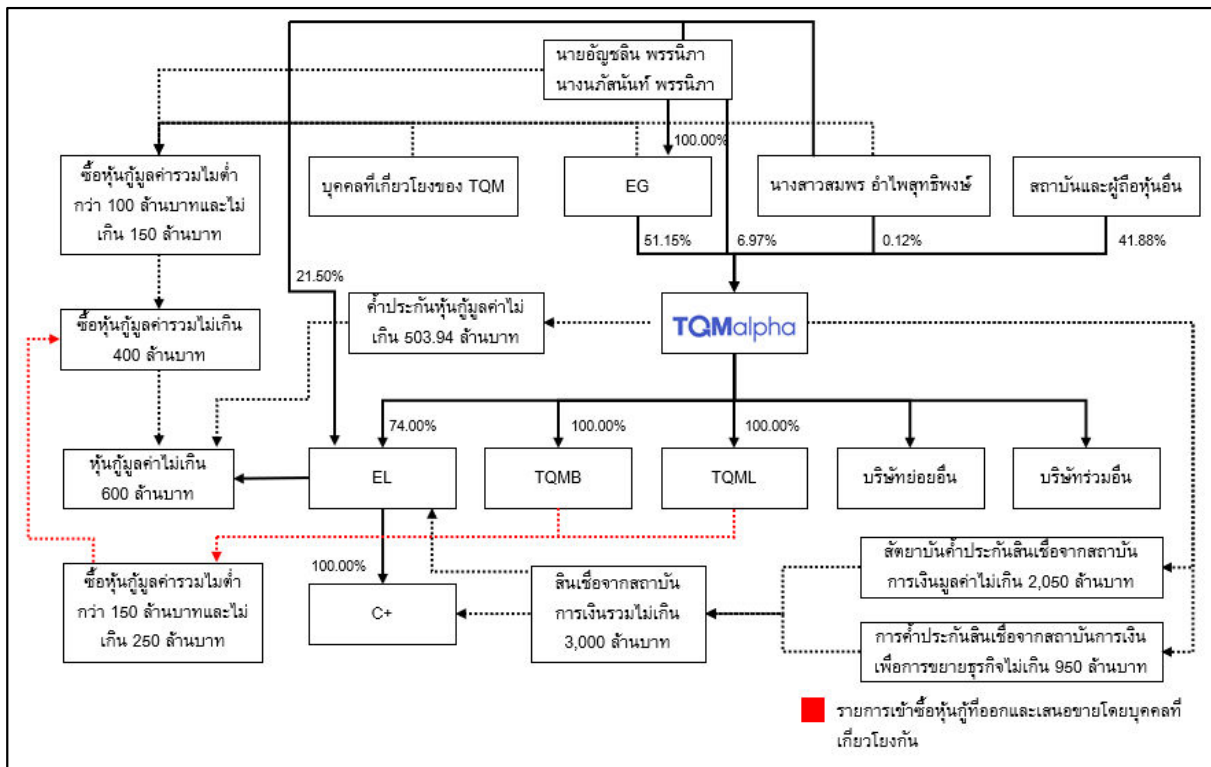 นายอัญชลิน พรรนิภา
นางนภัสนันท์ พรรนิภา
100.00%
ซื้อหุ้นกู้มูลค่ารวมไม่ต่ำ
กว่า 100 ล้านบาทและไม่
เกิน 150 ล้านบาท
บุคคลที่เกี่ยวโยงของ TQM
EG
นางสาวสมพร อำไพสุทธิพงษ์
สถาบันและผู้ถือหุ้นอื่น
51.15%
6.97%
0.12%
41.88%
21.50%
ซื้อหุ้นกู้มูลค่ารวมไม่เกิน
400 ล้านบาท
ค้ำประกันหุ้นกู้มูลค่าไม่
เกิน 503.94 ล้านบาท
TQMalpha
74.00%
100.00%
100.00%
หุ้นกู้มูลค่าไม่เกิน
600 ล้านบาท
EL
TQMB
TQML
บริษัทย่อยอื่น
บริษัทร่วมอื่น
ซื้อหุ้นกู้มูลค่ารวมไม่ต่ำ
กว่า 150 ล้านบาทและไม่
เกิน 250 ล้านบาท
100.00%
C+
สินเชื่อจากสถาบัน
การเงินรวมไม่เกิน
3,000 ล้านบาท
สัตยาบันค้ำประกันสินเชื่อจากสถาบัน
การเงินมูลค่าไม่เกิน 2,050 ล้านบาท
การค้ำประกันสินเชื่อจากสถาบันการเงิน
เพื่อการขยายธุรกิจไม่เกิน 950 ล้านบาท
รายการเข้าซื้อหุ้นกู้ที่ออกและเสนอขายโดยบุคคลที่
เกี่ยวโยงกัน